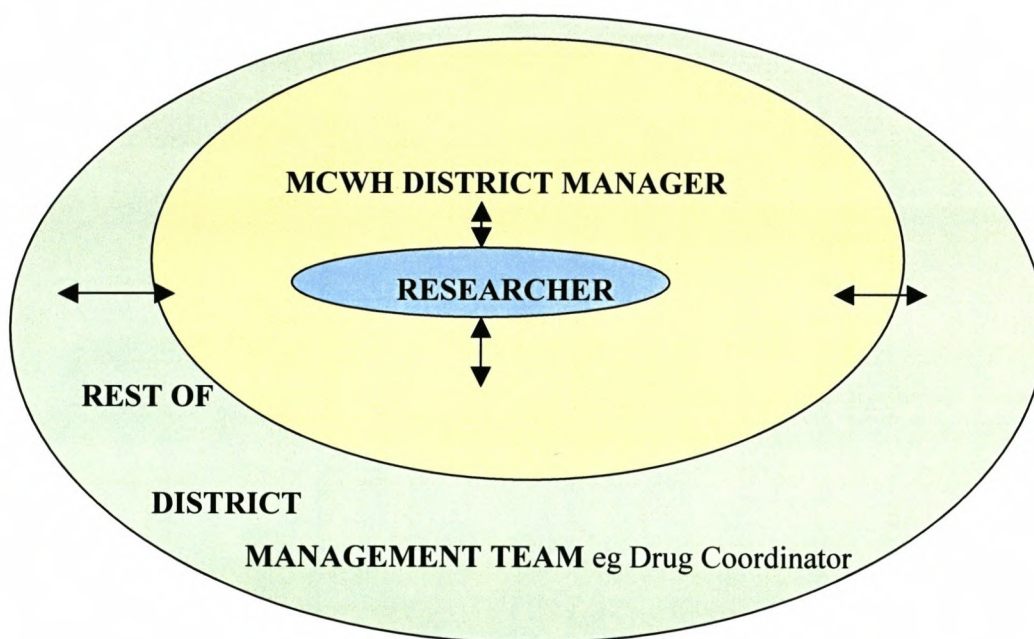 MCWH DISTRICT MANAGER
RESEARCHER
REST OF
DISTRICT
MANAGEMENT TEAM eg Drug Coordinator